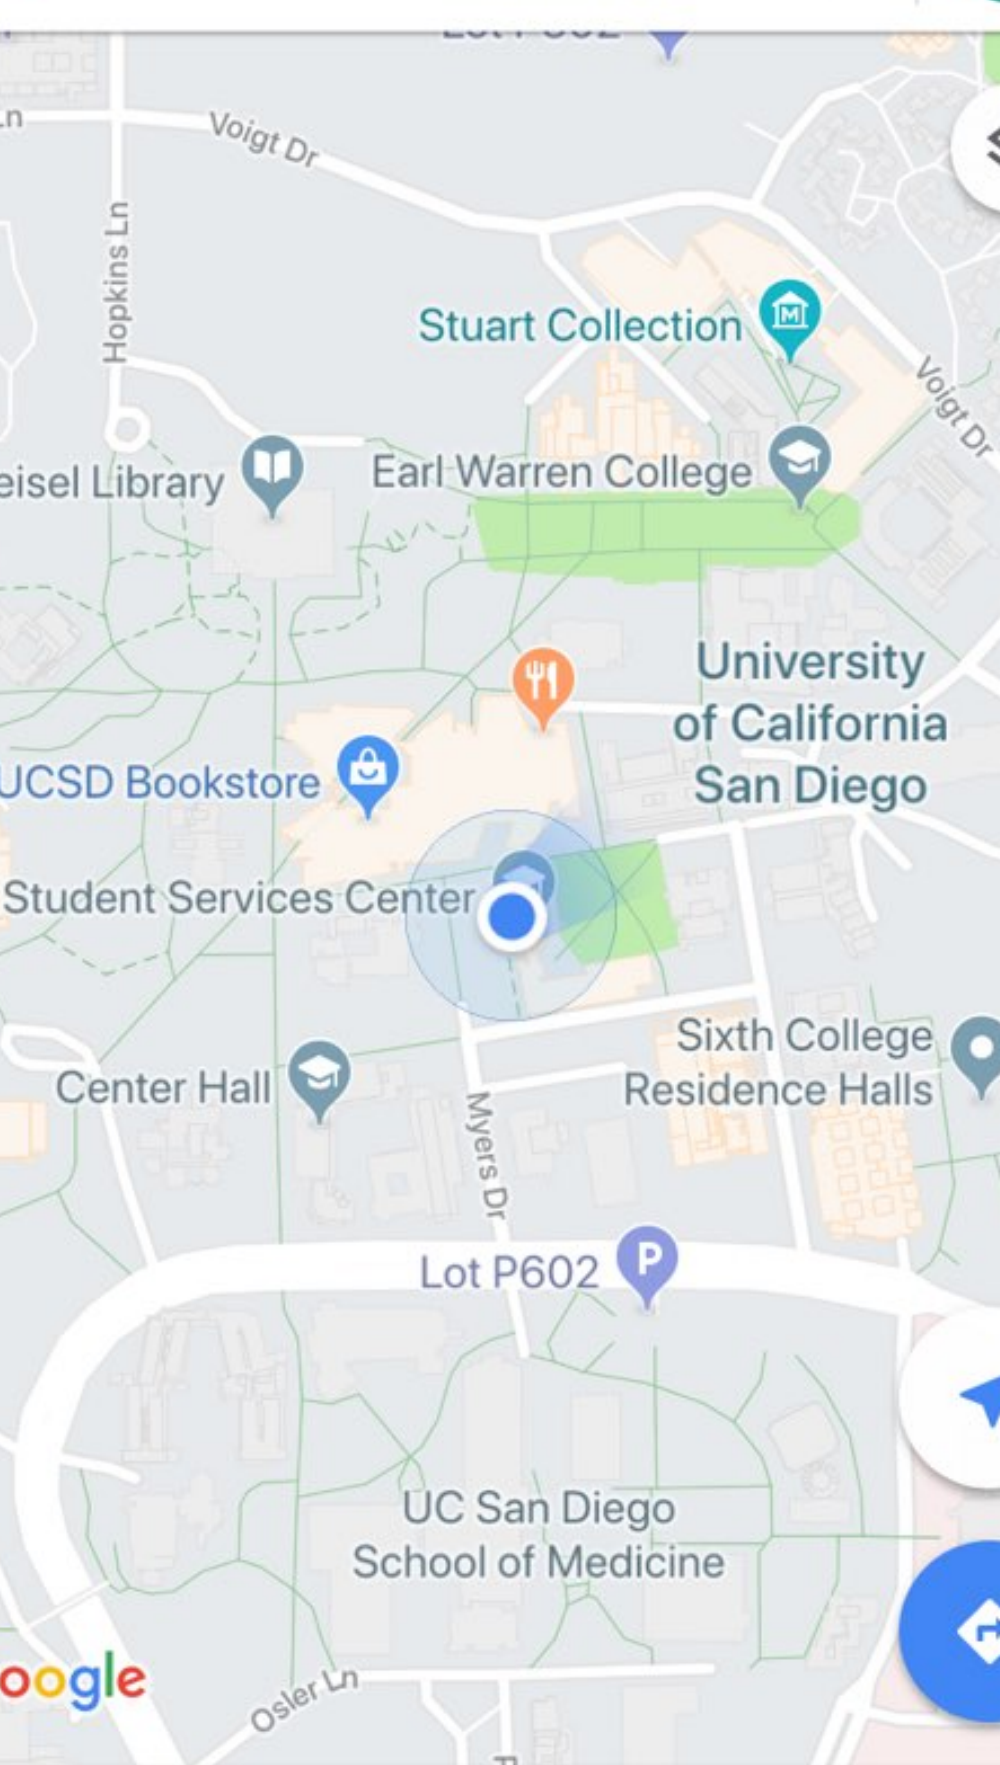 Voigt Dr
Hopkins Ln
Stuart Collection
Voigt Dr
eisel Library
Earl Warren College
University
of California
San Diego
UCSD Bookstore
Student Services Center
Sixth College
Residence Halls
Center Hall
Myers Dr
Lot P602
P
UC San Diego
School of Medicine
oogle
Osler Ln